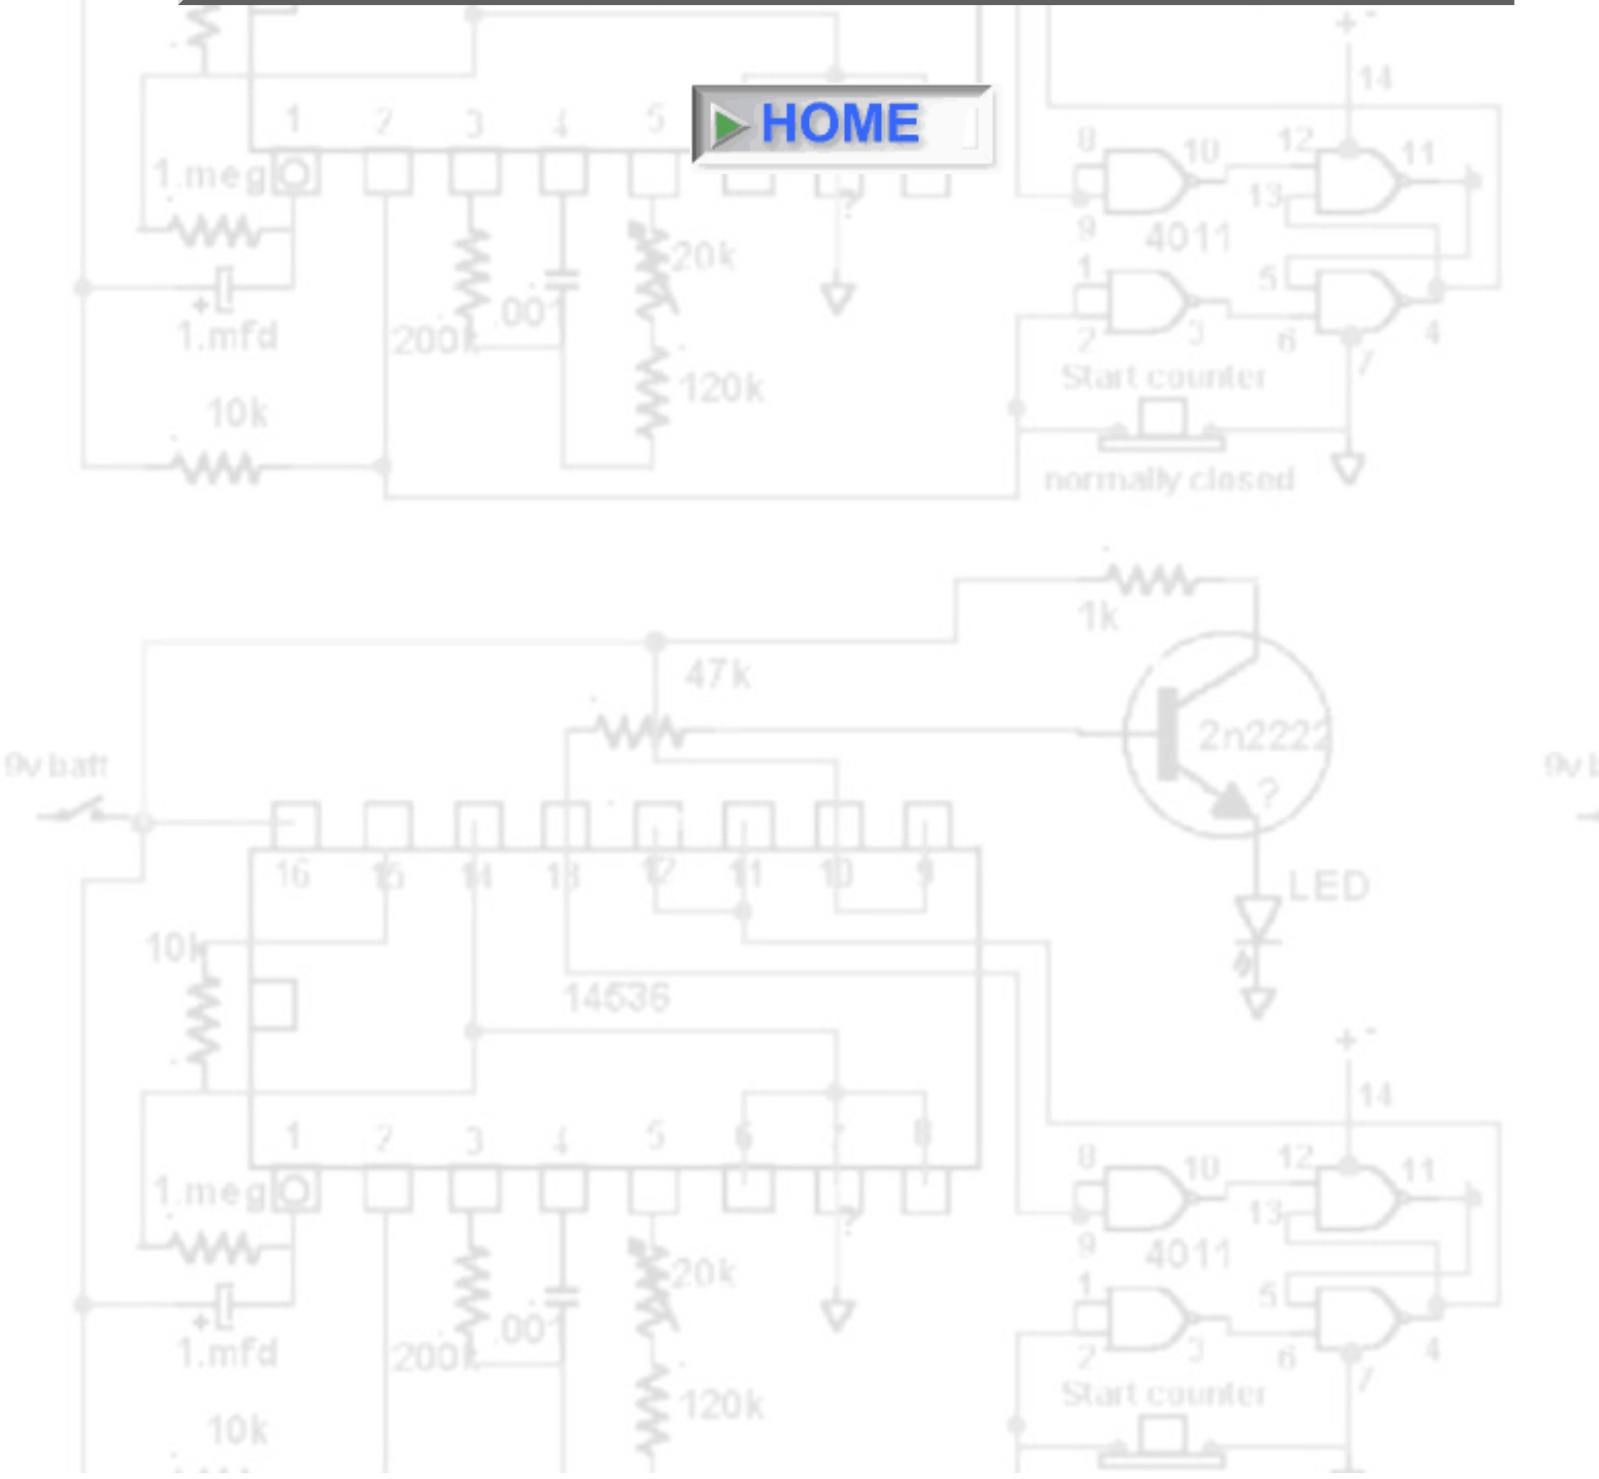 + -
14
1 2 3 4 5 HOME
8 10 12 11
1.meg
13
?
9 4011
20k
1 5
.001
+
1.mfd 200k 2 3 6 4
7
Start counter
120k
10k
normally closed
1k
47k
2n2222
9v batt 9v b
?
16 15 14 13 12 11 10 9
LED
10k
14536
+ -
14
1 2 3 4 5 6 7 8
8 10 12 11
1.meg
13
?
9 4011
20k
1 5
.001
+
1.mfd 200k 2 3 6 4
7
Start counter
120k
10k